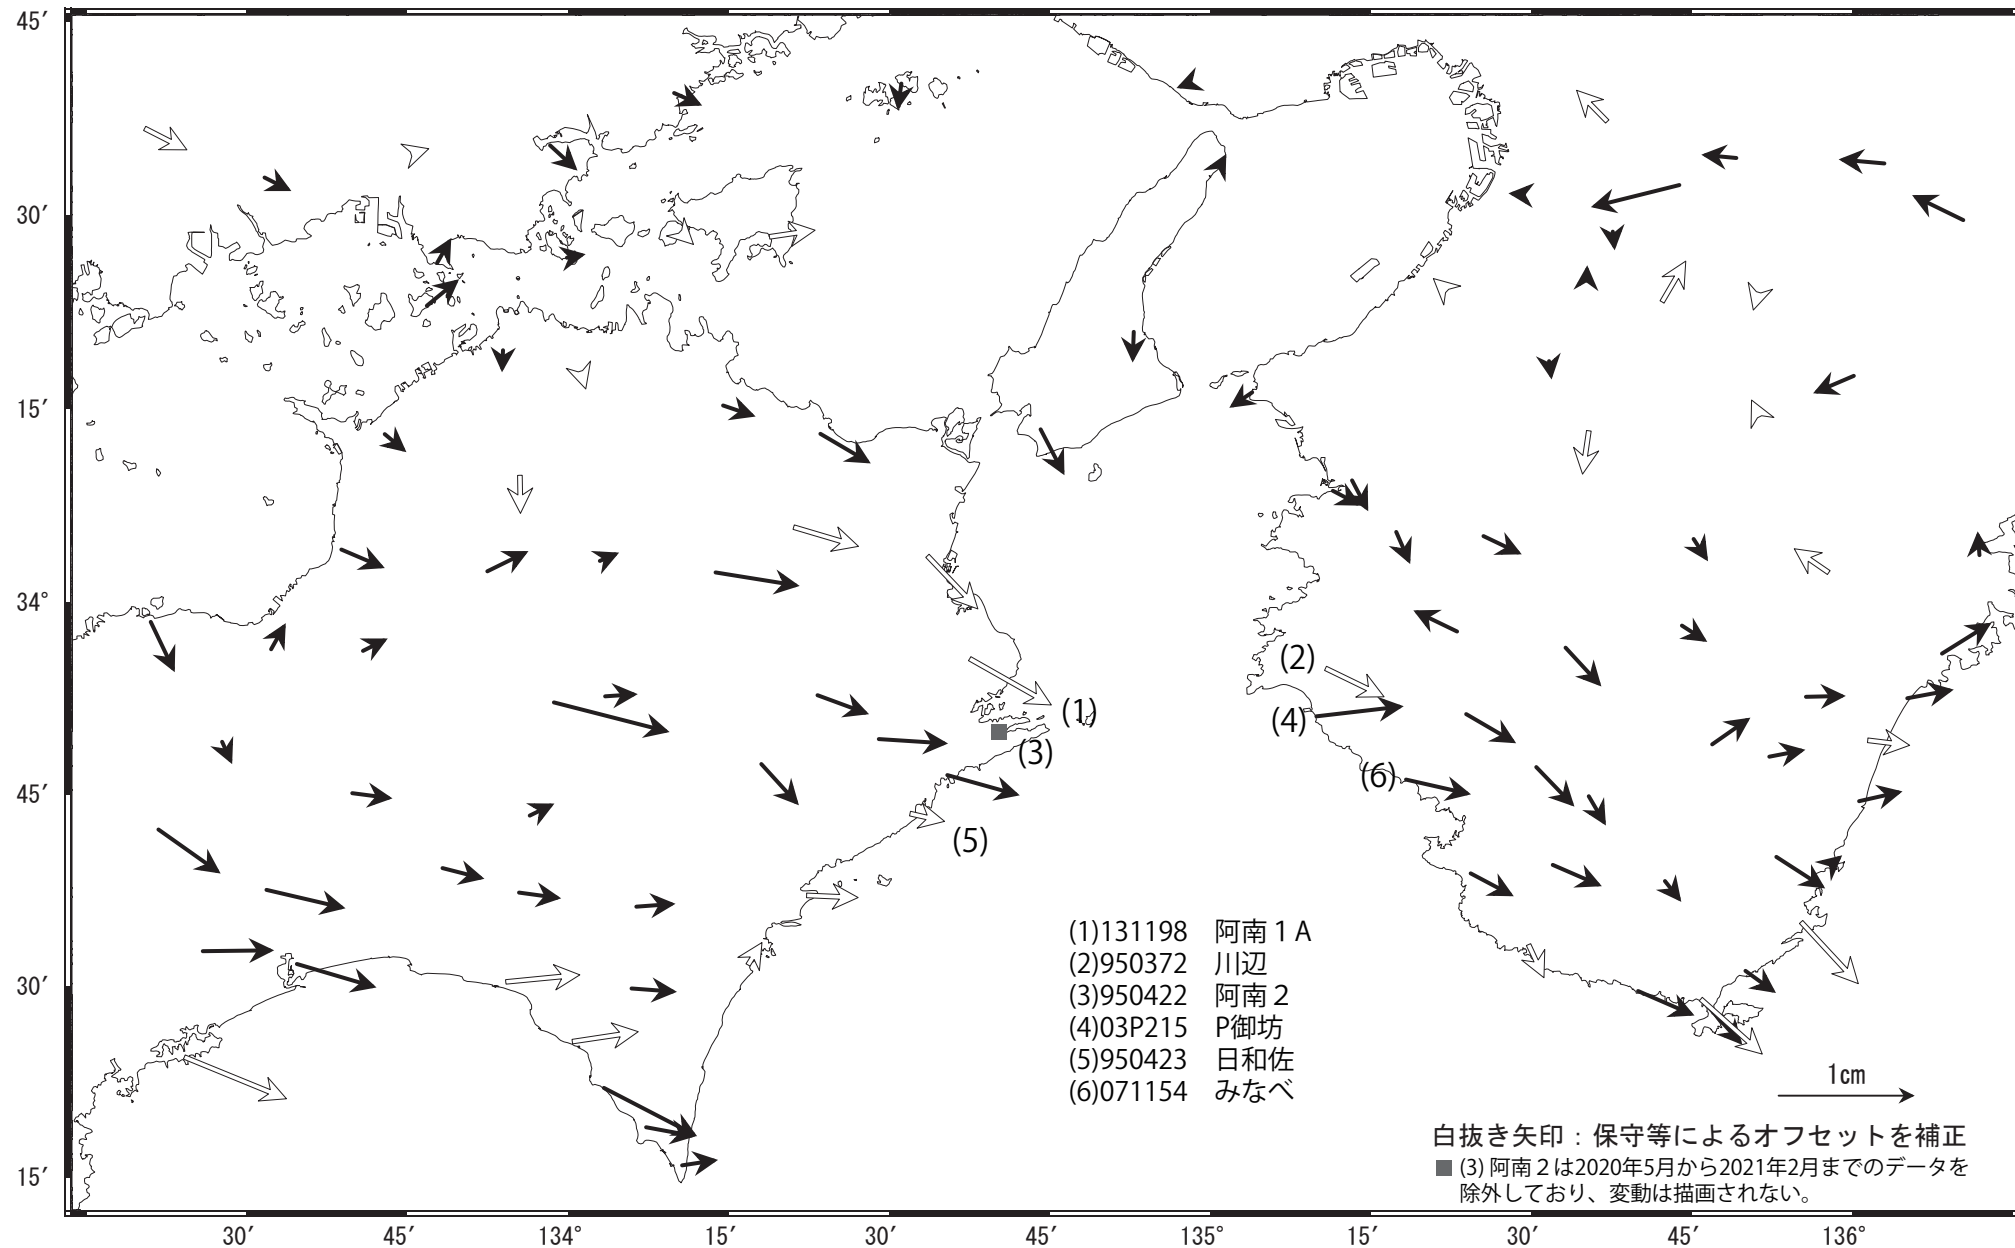 45′
30′
15′
34°
45′
30′
15′
(1)
(2)
(3)
(4)
(5)
(6)
(1)131198 阿南１A
(2)950372 川辺
(3)950422 阿南２
(4)03P215 P御坊
(5)950423 日和佐
(6)071154 みなべ
1cm
白抜き矢印：保守等によるオフセットを補正
(3) 阿南２は2020年5月から2021年2月までのデータを
除外しており、変動は描画されない。
30′ 45′ 134° 15′ 30′ 45′ 135° 15′ 30′ 45′ 136°